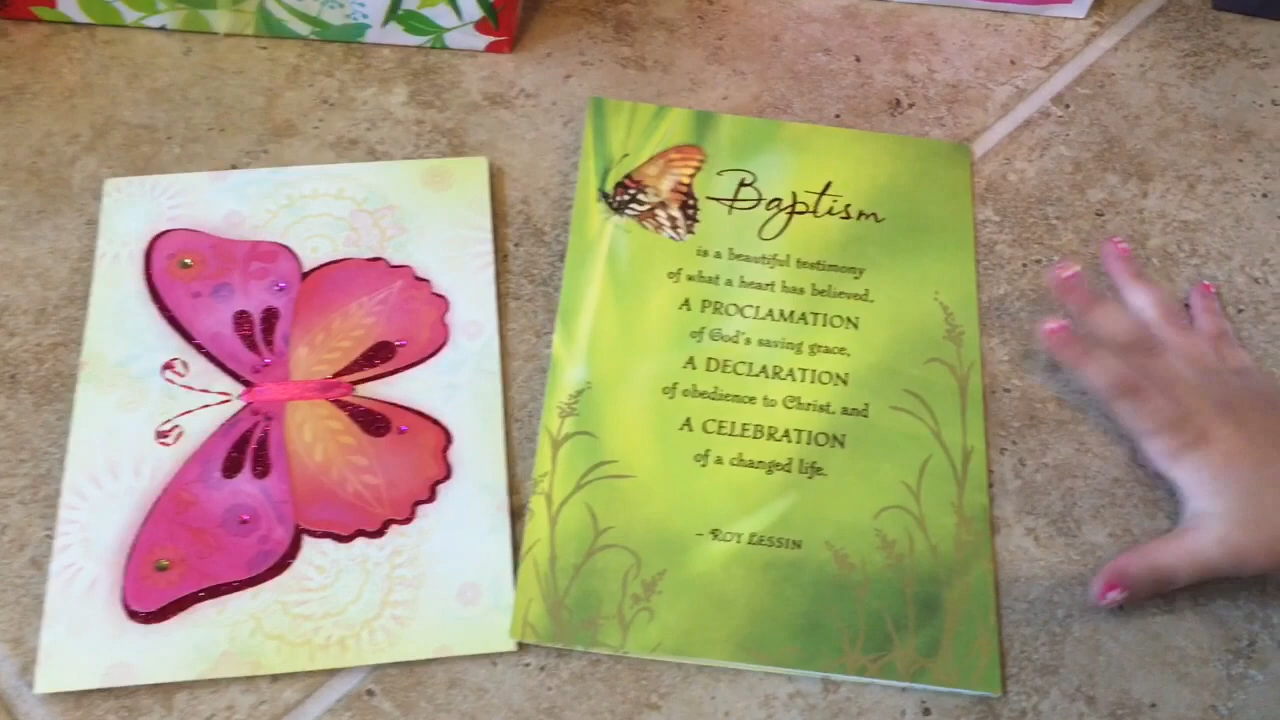 Baptism
is a beautiful testimony
of what a heart has believed,
A PROCLAMATION
of God's saving grace,
A DECLARATION
of obedience to Christ, and
A CELEBRATION
of a changed life.
– ROY LESSIN